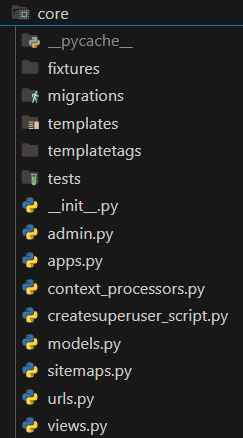 core
__pycache__
fixtures
migrations
templates
templatetags
tests
__init__.py
admin.py
apps.py
context_processors.py
createsuperuser_script.py
models.py
sitemaps.py
urls.py
views.py